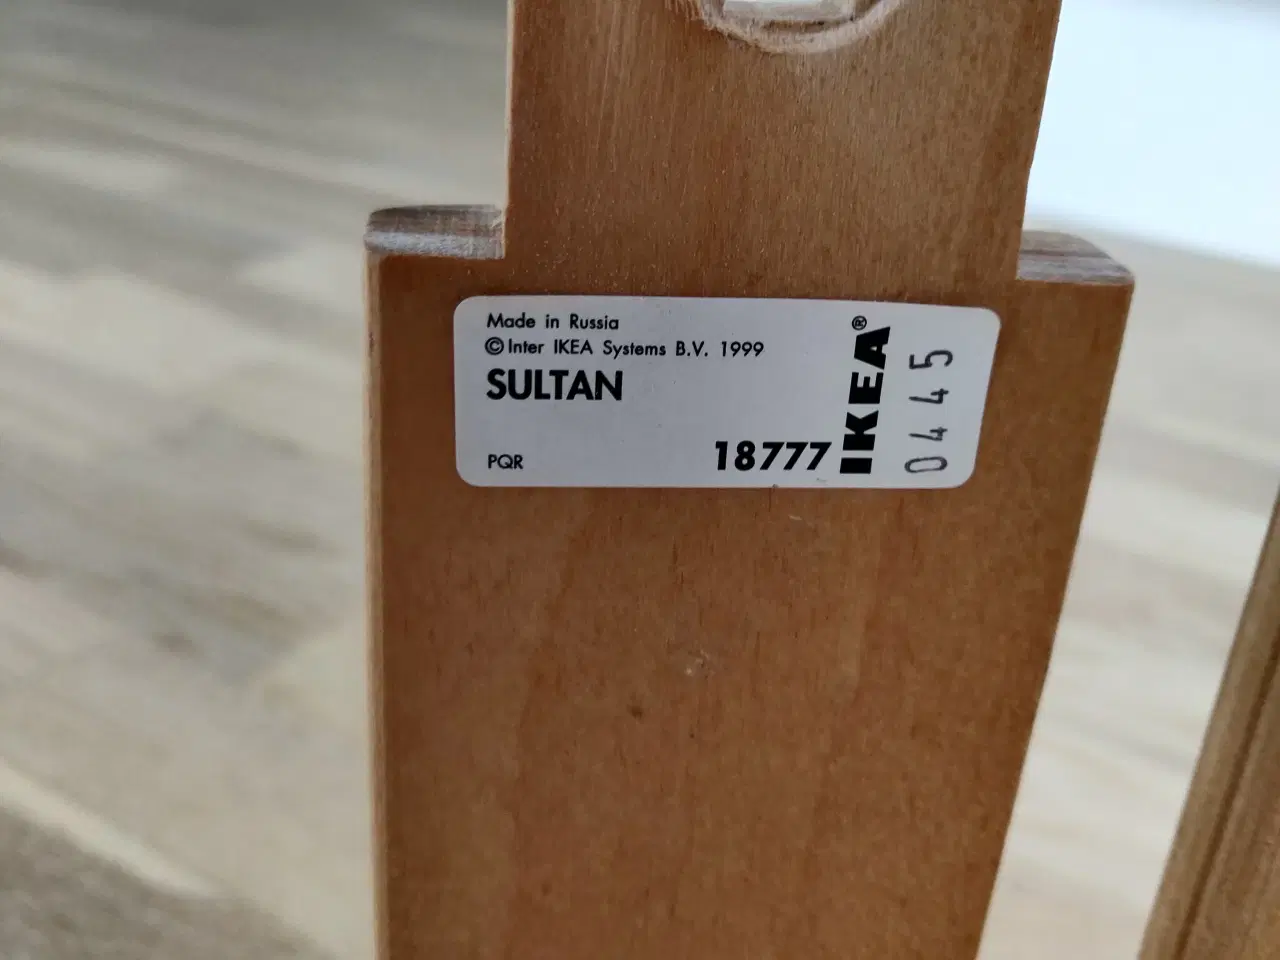 Made in Russia
©Inter IKEA Systems B.V. 1999
SULTAN
PQR
18777
IKEA®
0445